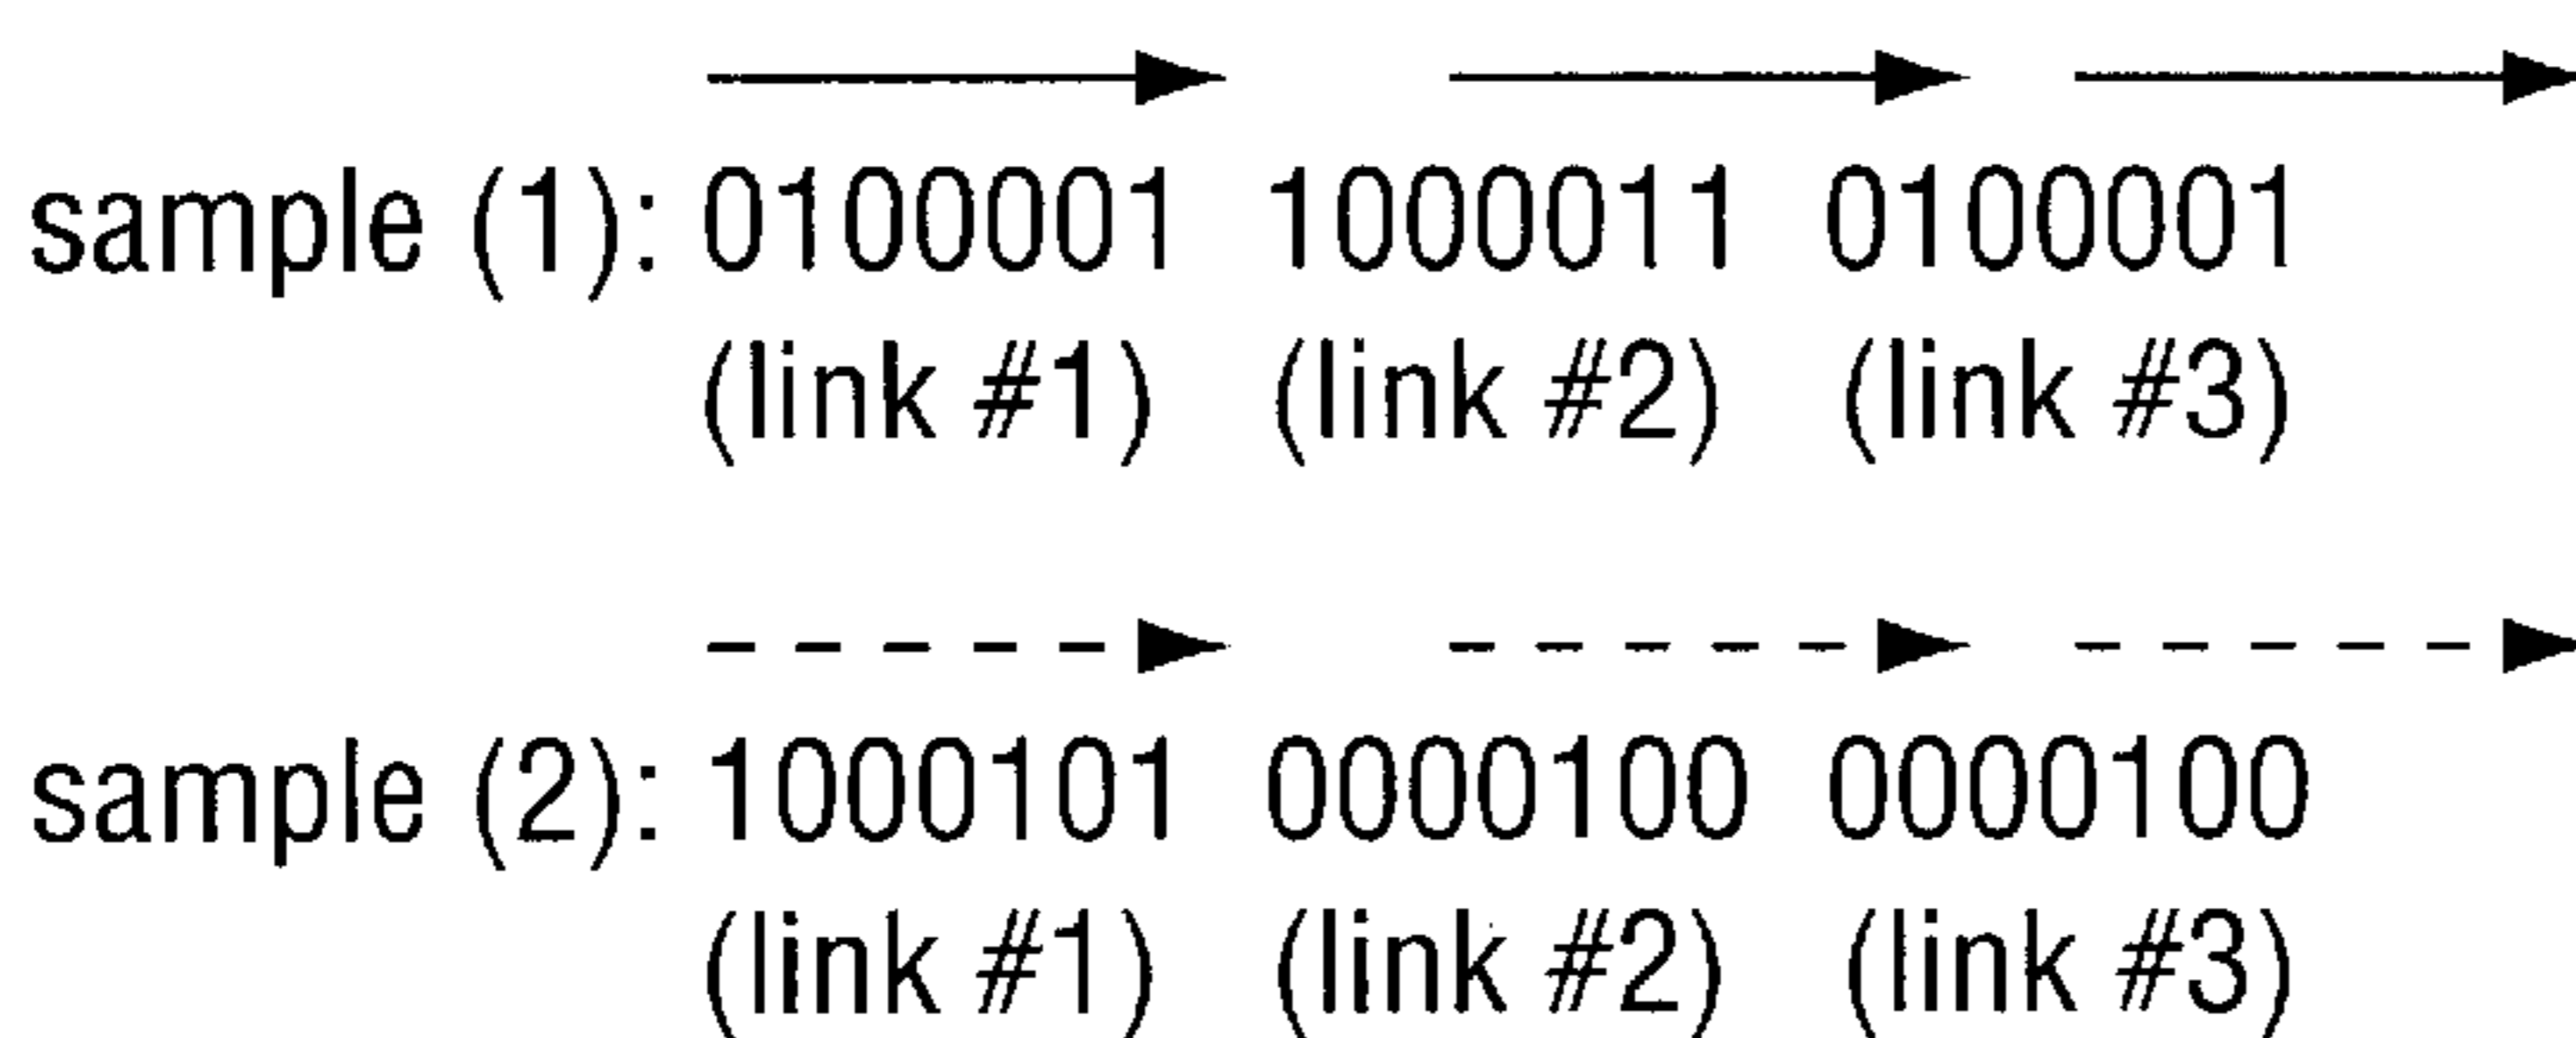 sample (1): 0100001 1000011 0100001
(link #1) (link #2) (link #3)
sample (2): 1000101 0000100 0000100
(link #1) (link #2) (link #3)